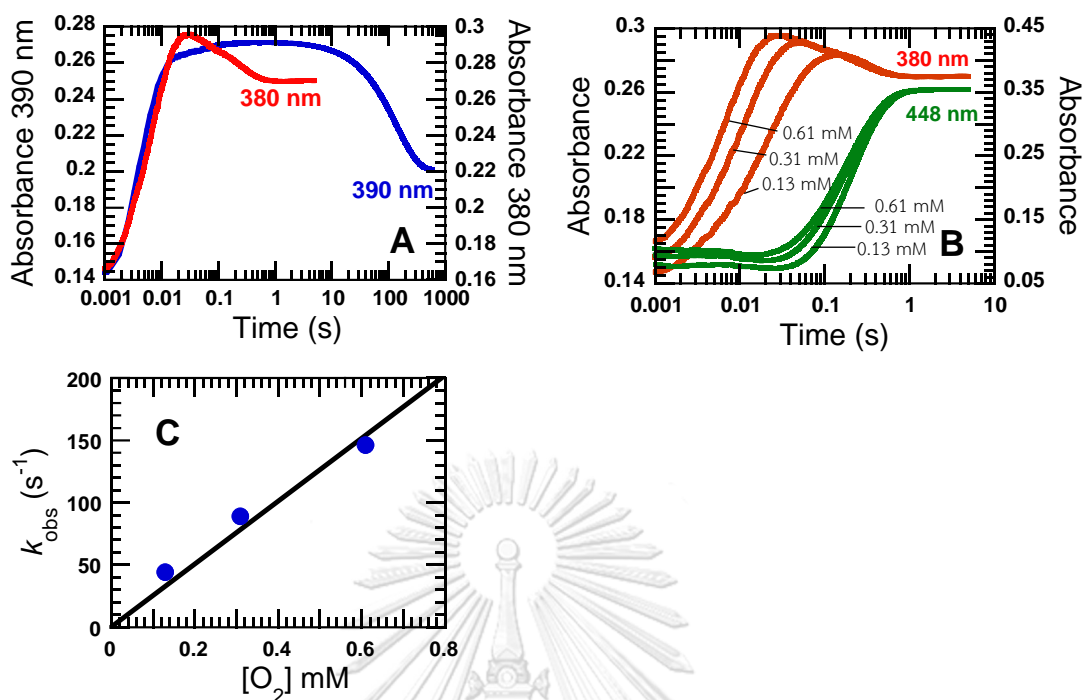 Absorbance 390 nm
0.28
0.26
0.24
0.22
0.2
0.18
0.16
0.14
0.3
0.28
0.26
0.24
0.22
0.2
0.18
0.16
Absorbance 380 nm
380 nm
390 nm
A
0.001 0.01 0.1 1 10 100 1000
Time (s)
Absorbance
0.3
0.26
0.22
0.18
0.14
0.45
0.35
0.25
0.15
0.05
Absorbance
380 nm
448 nm
0.61 mM
0.31 mM
0.13 mM
0.61 mM
0.31 mM
0.13 mM
B
0.001 0.01 0.1 1 10
Time (s)
k_obs (s⁻¹)
200
150
100
50
0
C
0 0.2 0.4 0.6 0.8
[O₂] mM